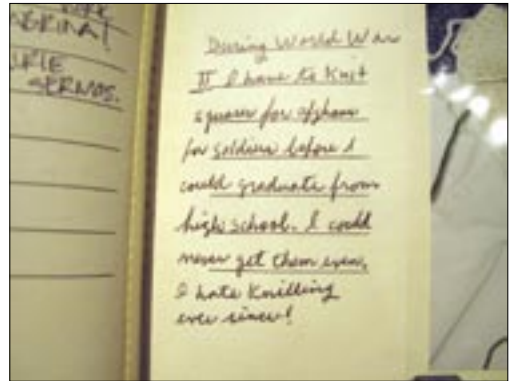 During World War
II I have to Knit
squares for afghans
for soldiers before I
could graduate from
high school. I could
never get them even.
I hate Knitting
ever since!